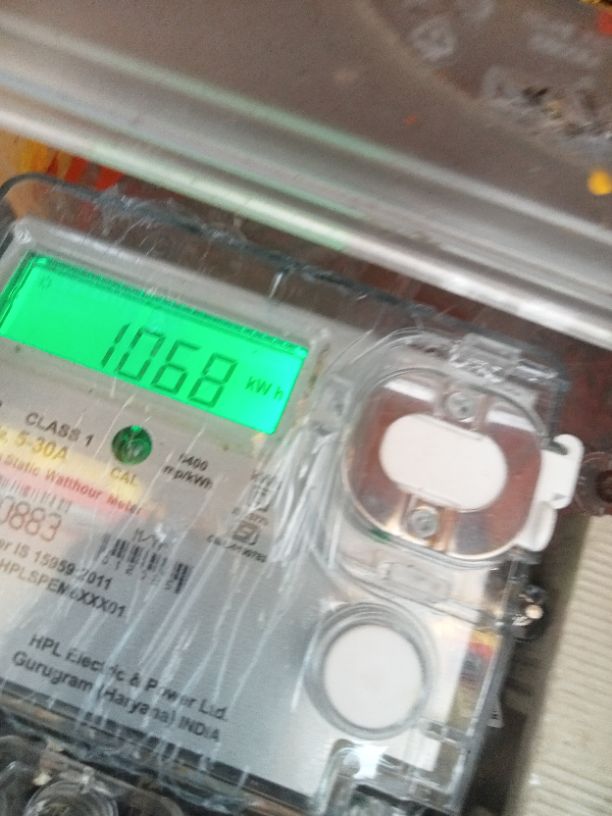 1068 kWh
CLASS 1
5-30A
CAL
6400
imp/kWh
Static Watthour Meter
0883
IS 15959:2011
HPL Electric & Power Ltd.
Gurugram (Haryana) INDIA